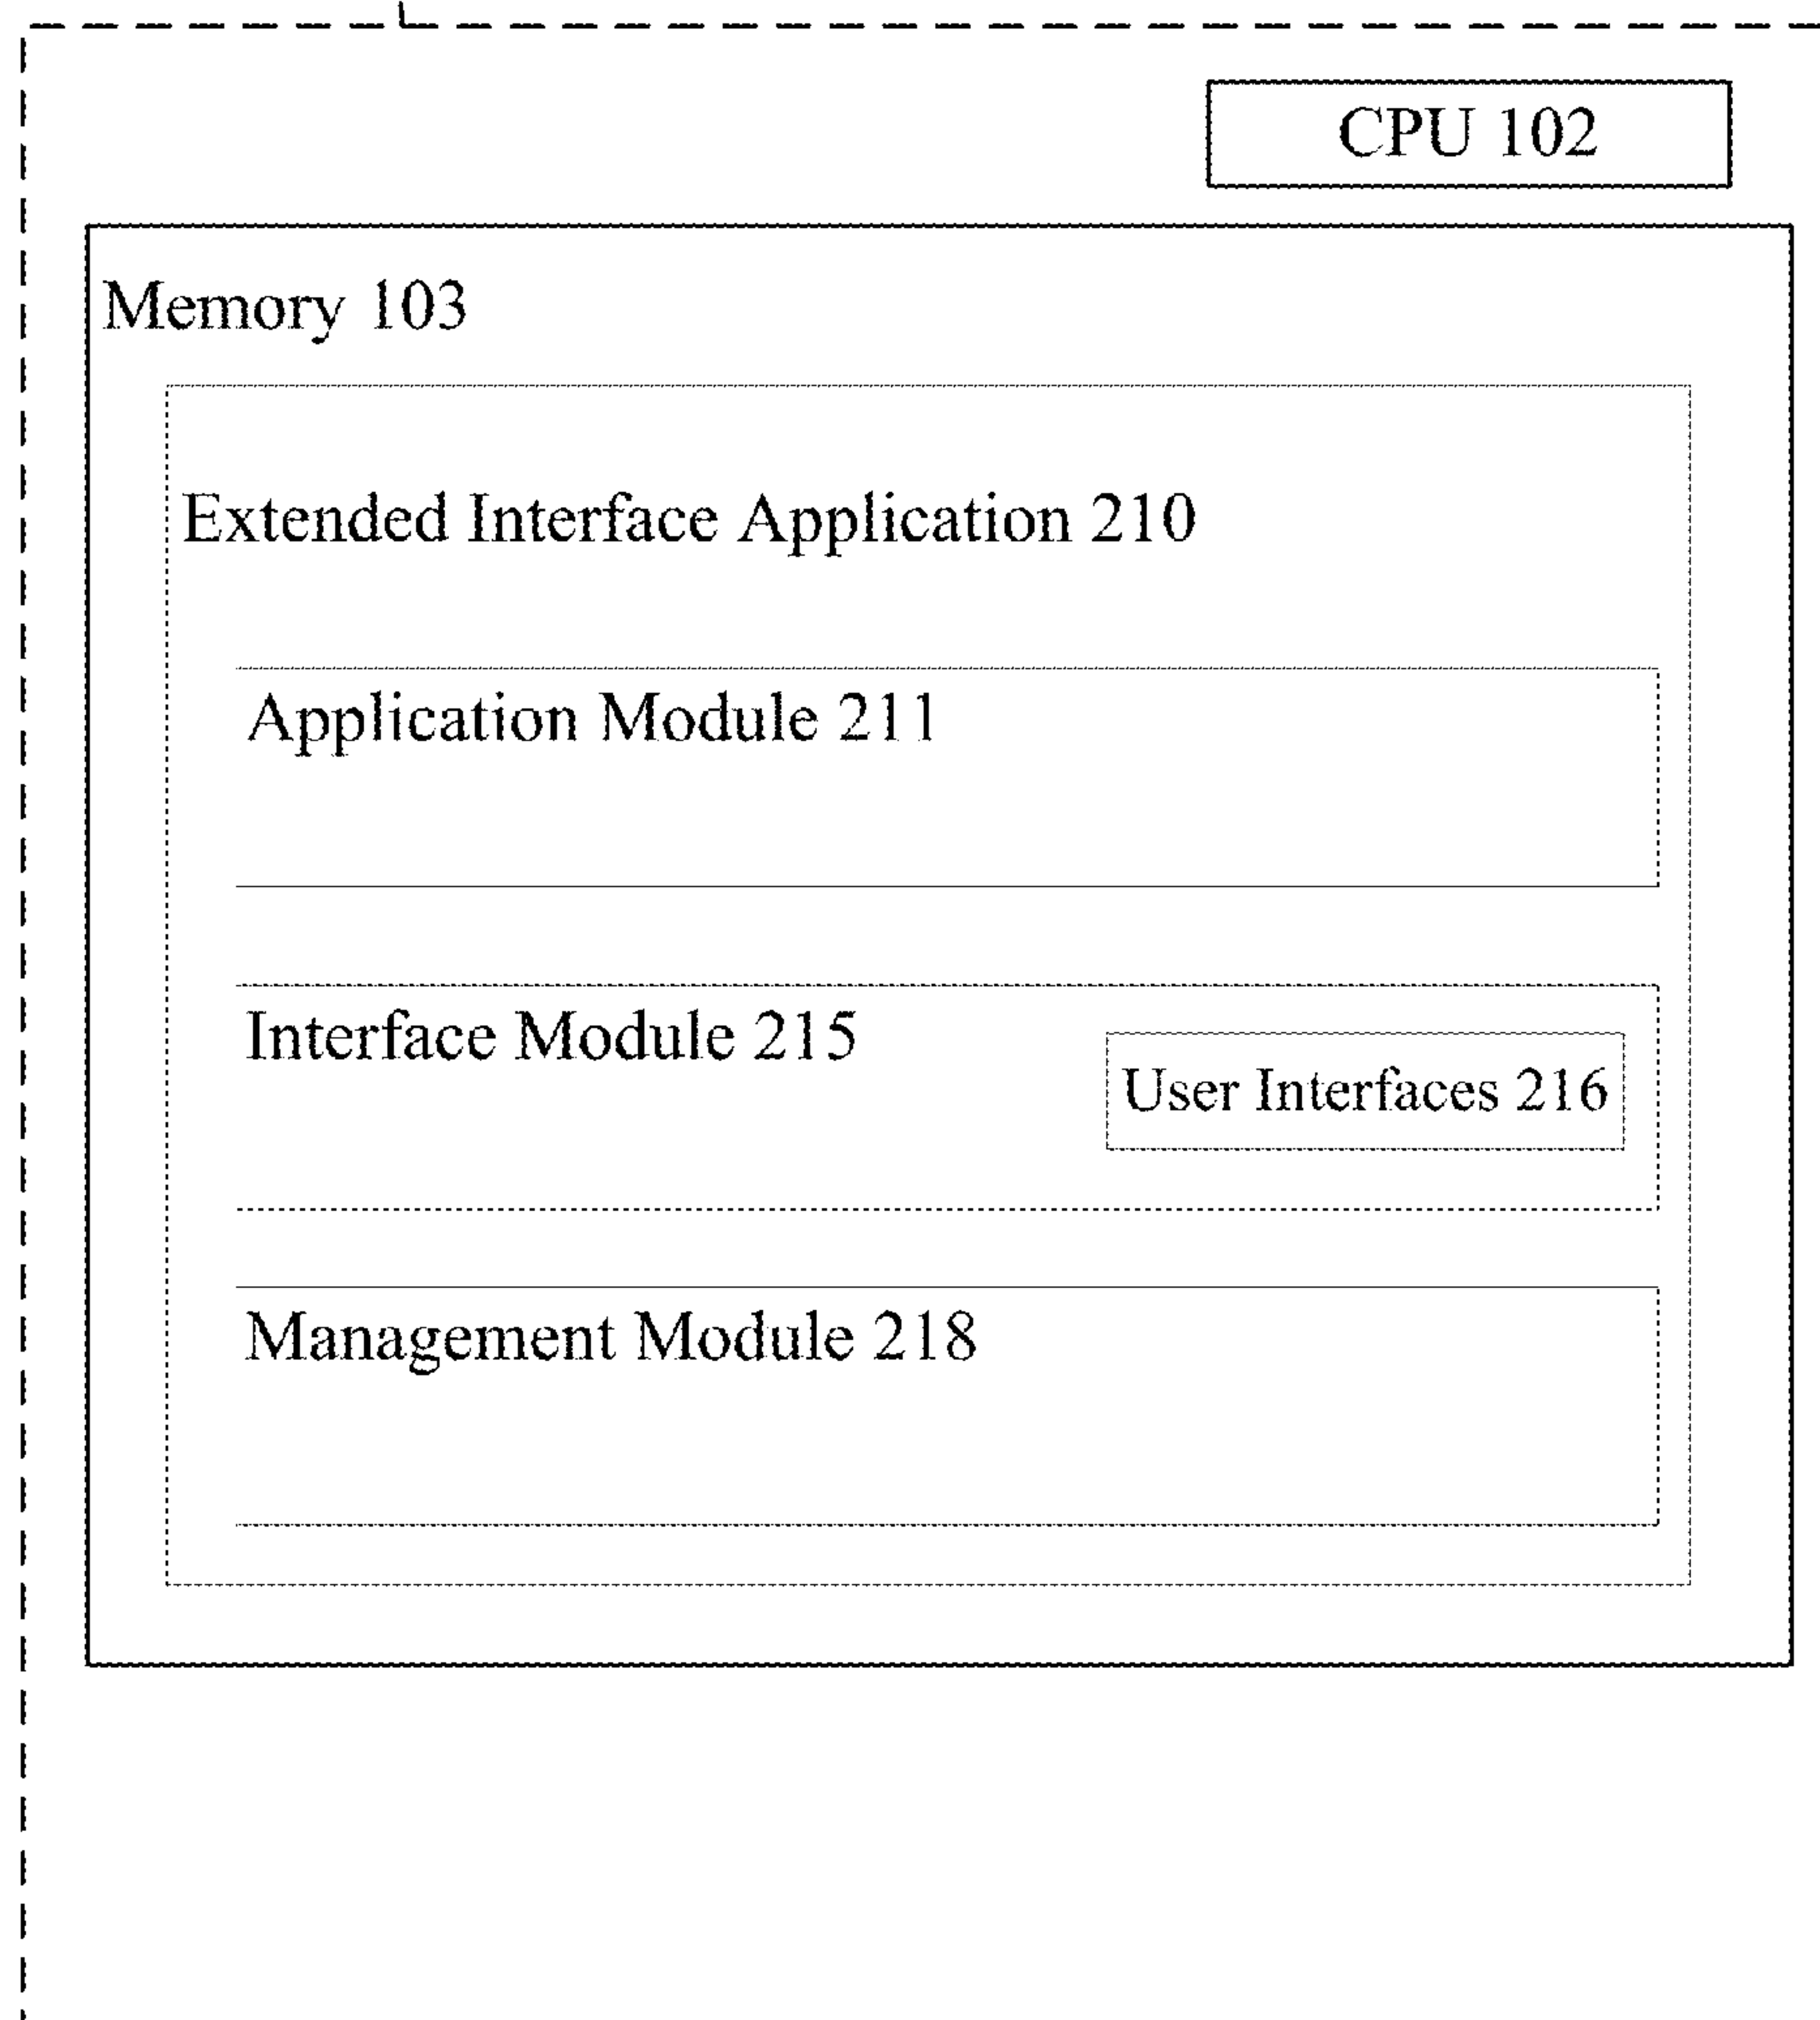 CPU 102
Memory 103
Extended Interface Application 210
Application Module 211
Interface Module 215
User Interfaces 216
Management Module 218